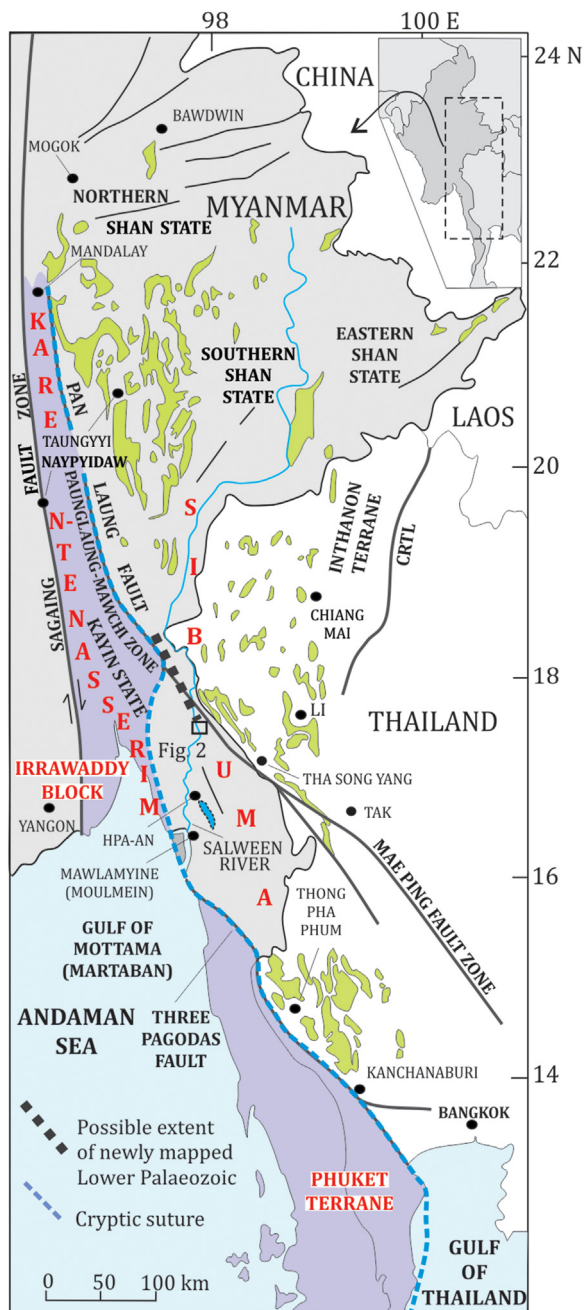 98
100 E
24 N
CHINA
BAWDWIN
MOGOK
NORTHERN
SHAN STATE
MYANMAR
MANDALAY
22
EASTERN
SHAN
STATE
SOUTHERN
SHAN
STATE
LAOS
KAREN-TENASSERIM
FAULT ZONE
SAGAING
PAN LAUNG FAULT
TAUNGYYI
NAYPYIDAW
PAUNGLAUNG-MAWCHI ZONE
KAYIN STATE
20
SIBUMA
INTHANON
TERRANE
CRTL
CHIANG
MAI
18
LI
THAILAND
Fig. 2
IRRAWADDY
BLOCK
YANGON
THA SONG YANG
TAK
HPA-AN
SALWEEN
RIVER
MAWLAMYINE
(MOULMEIN)
16
MAE PING FAULT ZONE
THONG
PHA
PHUM
GULF OF
MOTTAMA
(MARTABAN)
ANDAMAN
SEA
THREE
PAGODAS
FAULT
KANCHANABURI
14
BANGKOK
Possible extent
of newly mapped
Lower Palaeozoic
Cryptic suture
PHUKET
TERRANE
GULF
OF
THAILAND
0 50 100 km